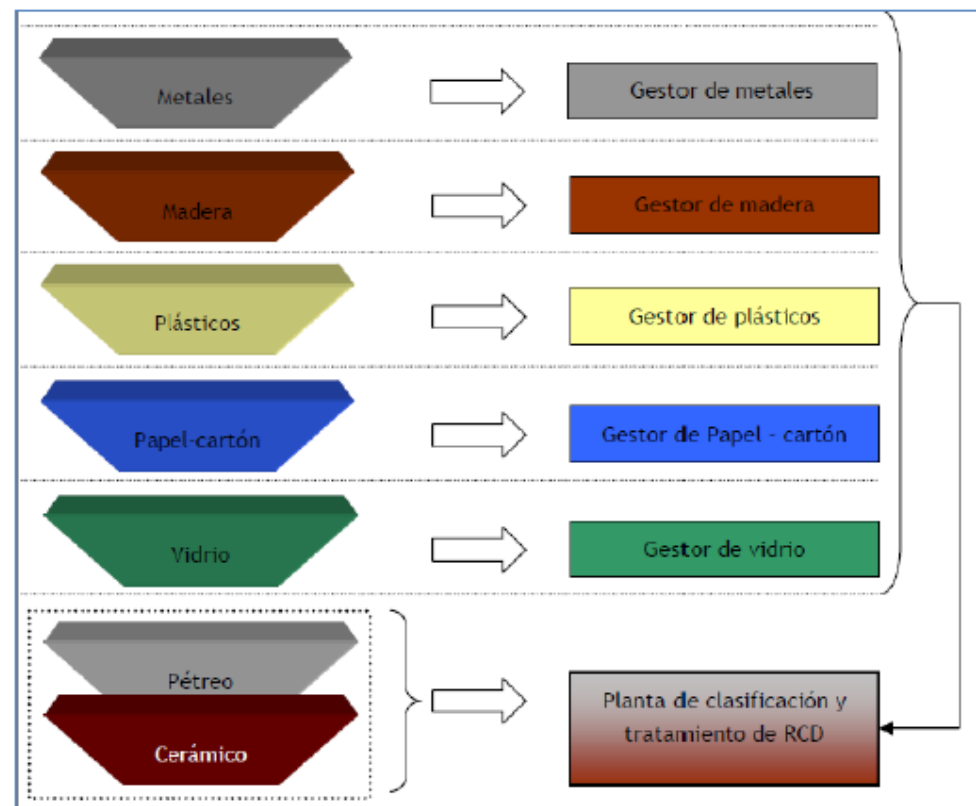 Metales
Gestor de metales
Madera
Gestor de madera
Plásticos
Gestor de plásticos
Papel-cartón
Gestor de Papel - cartón
Vidrio
Gestor de vidrio
Pétreo
Cerámico
Planta de clasificación y
tratamiento de RCD